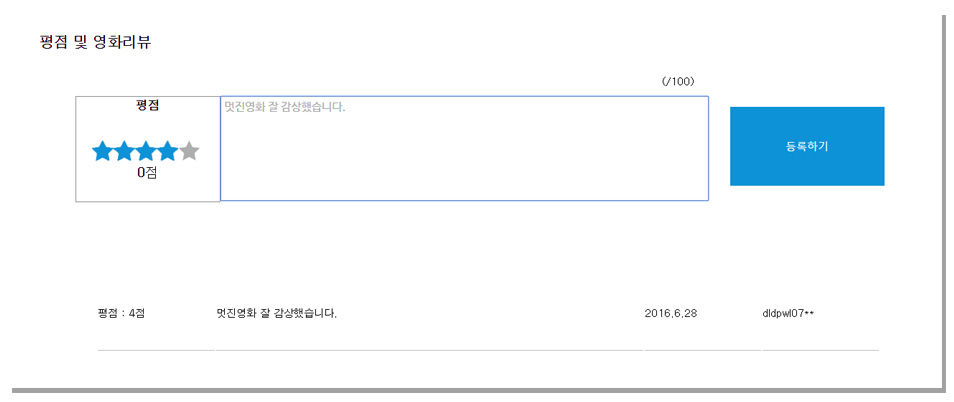 평점 및 영화리뷰
(/100)
평점
멋진영화 잘 감상했습니다.
등록하기
0점
평점 : 4점 멋진영화 잘 감상했습니다. 2016.6.28 dldpwl07**